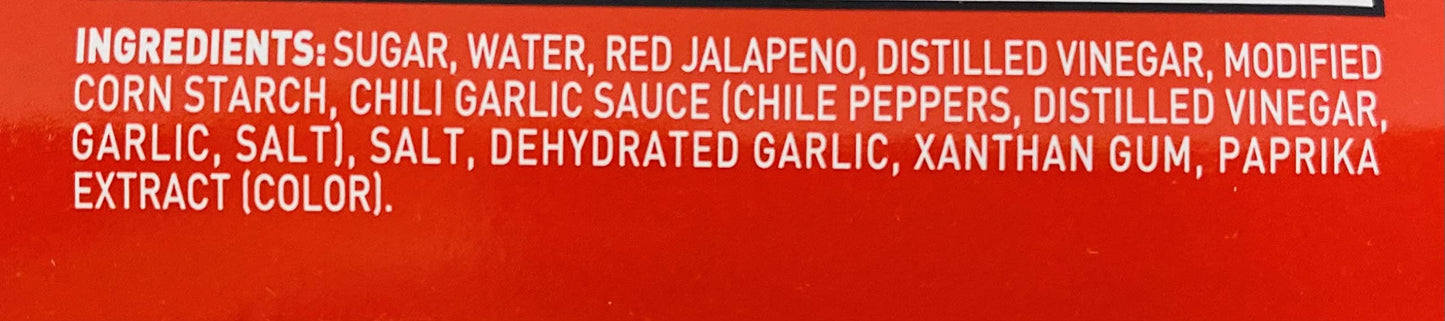 INGREDIENTS: SUGAR, WATER, RED JALAPENO, DISTILLED VINEGAR, MODIFIED
CORN STARCH, CHILI GARLIC SAUCE (CHILE PEPPERS, DISTILLED VINEGAR,
GARLIC, SALT), SALT, DEHYDRATED GARLIC, XANTHAN GUM, PAPRIKA
EXTRACT (COLOR).